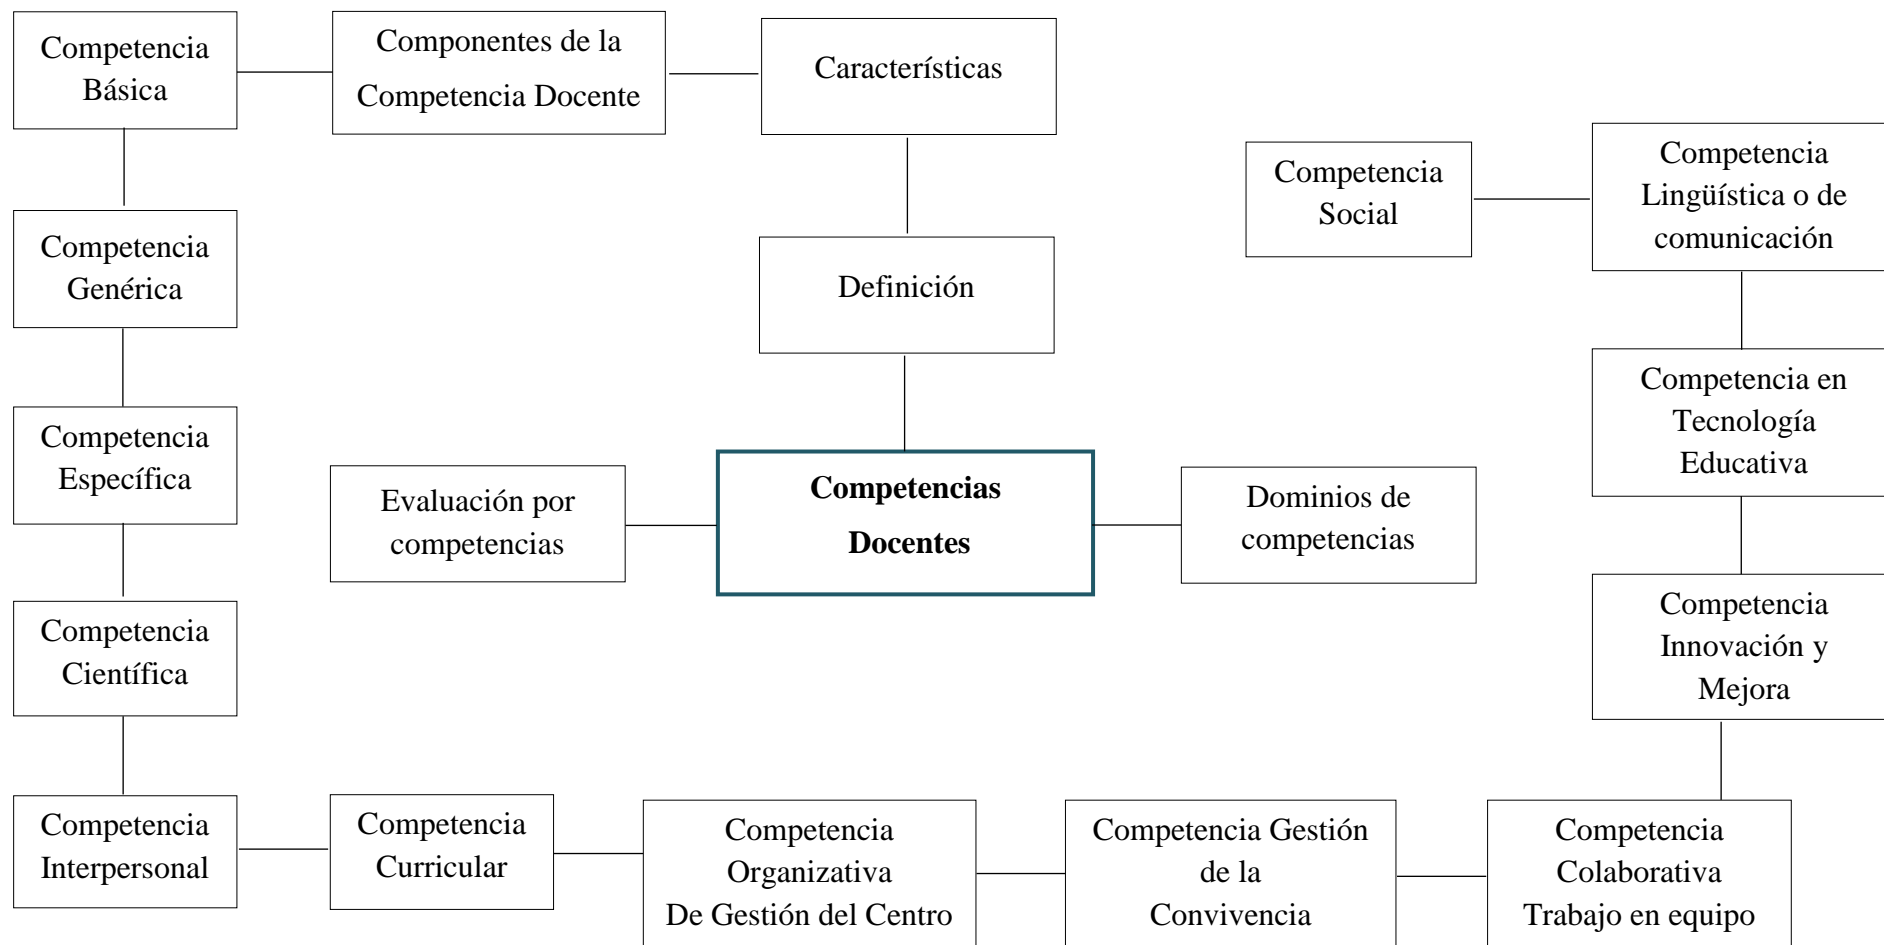 Competencia
Básica
Componentes de la
Competencia Docente
Características
Competencia
Social
Competencia
Lingüística o de
comunicación
Competencia
Genérica
Definición
Competencia en
Tecnología
Educativa
Competencia
Específica
Evaluación por
competencias
Competencias
Docentes
Dominios de
competencias
Competencia
Innovación y
Mejora
Competencia
Científica
Competencia
Interpersonal
Competencia
Curricular
Competencia
Organizativa
De Gestión del Centro
Competencia Gestión
de la
Convivencia
Competencia
Colaborativa
Trabajo en equipo